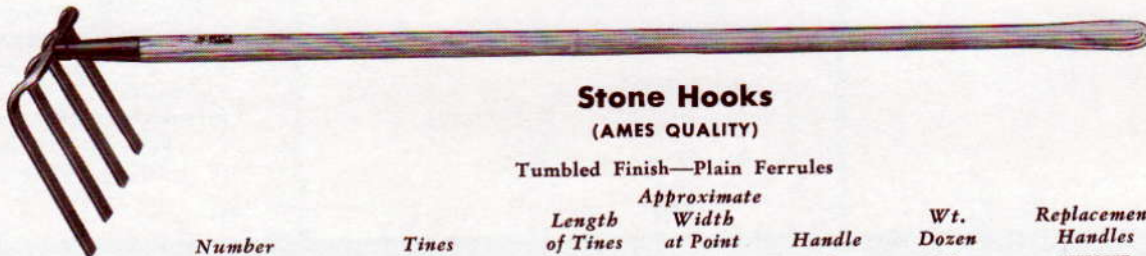 Stone Hooks
(AMES QUALITY)
Tumbled Finish—Plain Ferrules
Approximate
Length Width Wt. Replacemen
of Tines at Point Handle Dozen Handles
Number Tines